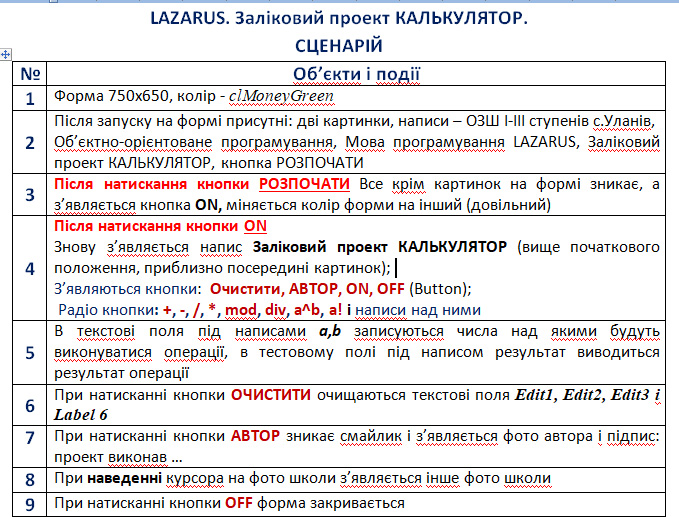 LAZARUS. Заліковий проект КАЛЬКУЛЯТОР.
СЦЕНАРІЙ
№ Об’єкти і події
1 Форма 750х650, колір - clMoneyGreen
2 Після запуску на формі присутні: дві картинки, написи – ОЗШ І-ІІІ ступенів с.Уланів,
Об’єктно-орієнтоване програмування, Мова програмування LAZARUS, Заліковий
проект КАЛЬКУЛЯТОР, кнопка РОЗПОЧАТИ
3 Після натискання кнопки РОЗПОЧАТИ Все крім картинок на формі зникає, а
з’являється кнопка ON, міняється колір форми на інший (довільний)
4 Після натискання кнопки ON
Знову з’являється напис Заліковий проект КАЛЬКУЛЯТОР (вище початкового
положення, приблизно посередині картинок);
З’являються кнопки: Очистити, АВТОР, ON, OFF (Button);
Радіо кнопки: +, -, /, *, mod, div, a^b, a! і написи над ними
5 В текстові поля під написами a,b записуються числа над якими будуть
виконуватися операції, в тестовому полі під написом результат виводиться
результат операції
6 При натисканні кнопки ОЧИСТИТИ очищаються текстові поля Edit1, Edit2, Edit3 і
Label 6
7 При натисканні кнопки АВТОР зникає смайлик і з’являється фото автора і підпис:
проект виконав ...
8 При наведенні курсора на фото школи з’являється інше фото школи
9 При натисканні кнопки OFF форма закривається